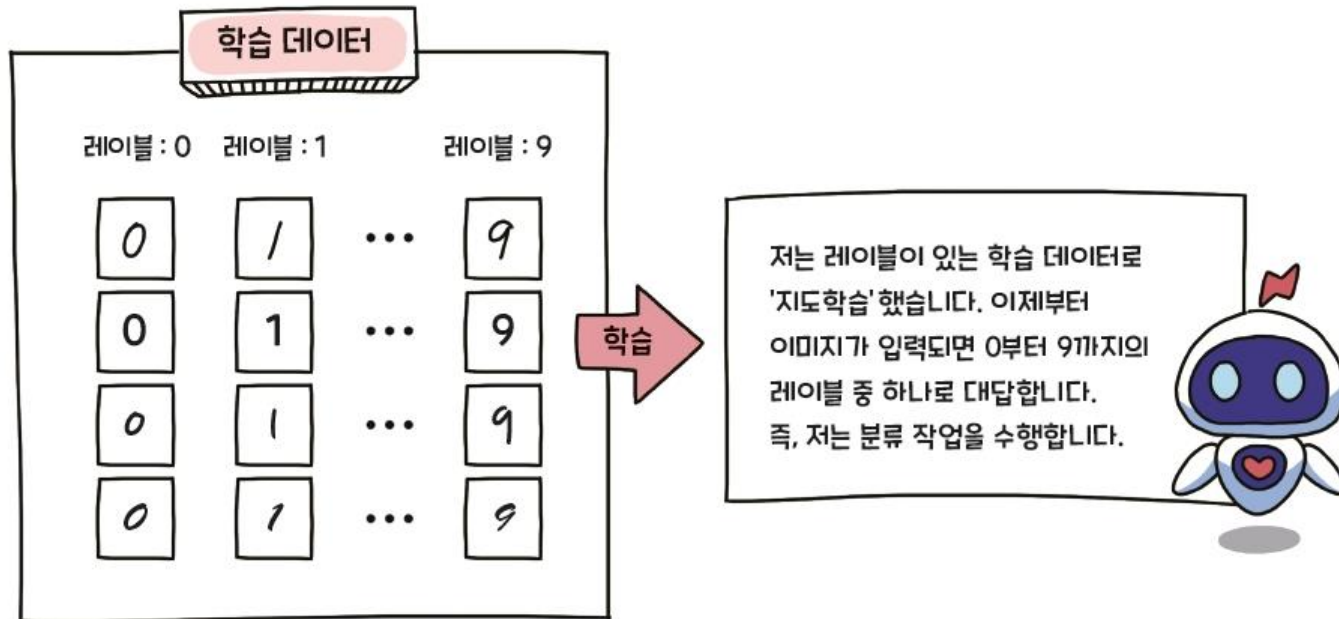 학습 데이터
레이블 : 0 레이블 : 1 레이블 : 9
0 1 ••• 9
0 1 ••• 9
0 1 ••• 9
0 1 ••• 9
학습
저는 레이블이 있는 학습 데이터로
'지도학습'했습니다. 이제부터
이미지가 입력되면 0부터 9까지의
레이블 중 하나로 대답합니다.
즉, 저는 분류 작업을 수행합니다.